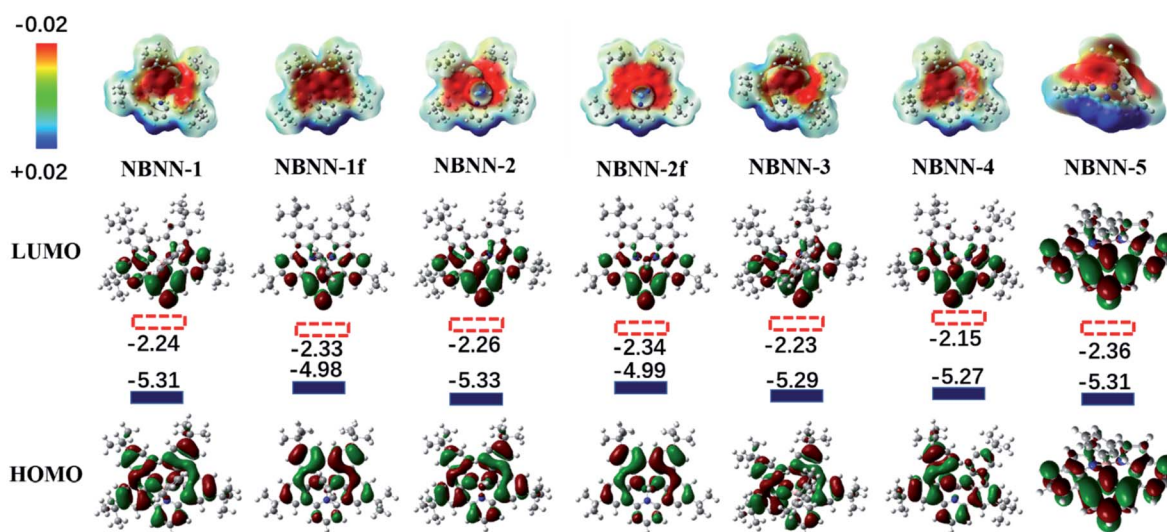 -0.02
+0.02
NBNN-1 NBNN-1f NBNN-2 NBNN-2f NBNN-3 NBNN-4 NBNN-5
LUMO
-2.24 -2.33 -2.26 -2.34 -2.23 -2.15 -2.36
-5.31 -4.98 -5.33 -4.99 -5.29 -5.27 -5.31
HOMO